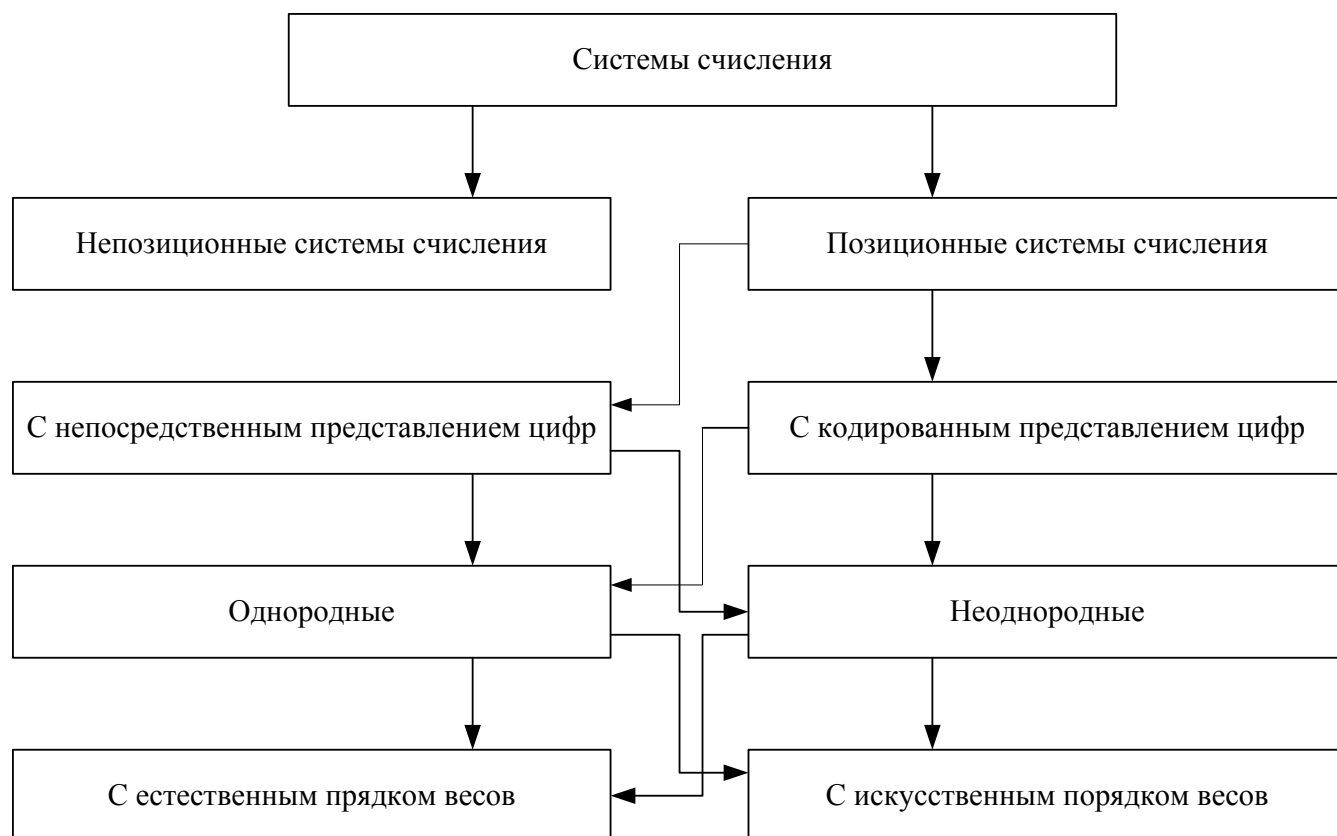 Системы счисления
Непозиционные системы счисления
Позиционные системы счисления
С непосредственным представлением цифр
С кодированным представлением цифр
Однородные
Неоднородные
С естественным прядком весов
С искусственным порядком весов